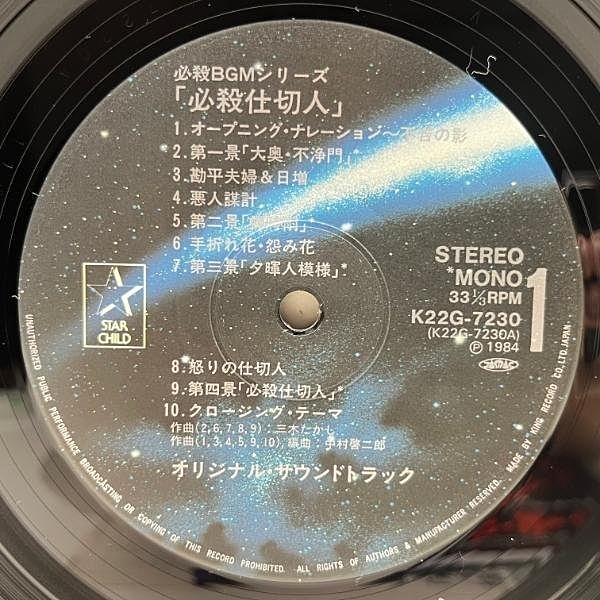 必殺BGMシリーズ
「必殺仕切人」
1. オープニング・ナレーション〜の影
2. 第一景「大奥・不浄門」*
3. 勘平夫婦&日増
4. 悪人謀計
5. 第二景「
6. 手折れ花・怨み花
7. 第三景「夕暉人模様」*
STEREO
*MONO
33⅓RPM
1
K22G-7230
(K22G-7230A)
Ⓟ 1984
STAR
CHILD
8. 怒りの仕切人
9. 第四景「必殺仕切人」*
10. クロージング・テーマ
作曲(2,6,7,8,9):三木たかし
作曲(1,3,4,5,9,10),編曲:中村啓二郎
オリジナル・サウンドトラック
UNAUTHORIZED PUBLIC PERFORMANCE BROADCASTING OR COPYING OF THIS RECORD PROHIBITED. ALL RIGHTS OF AUTHORS & MANUFACTURER RESERVED. MADE BY KING RECORD CO., LTD. JAPAN